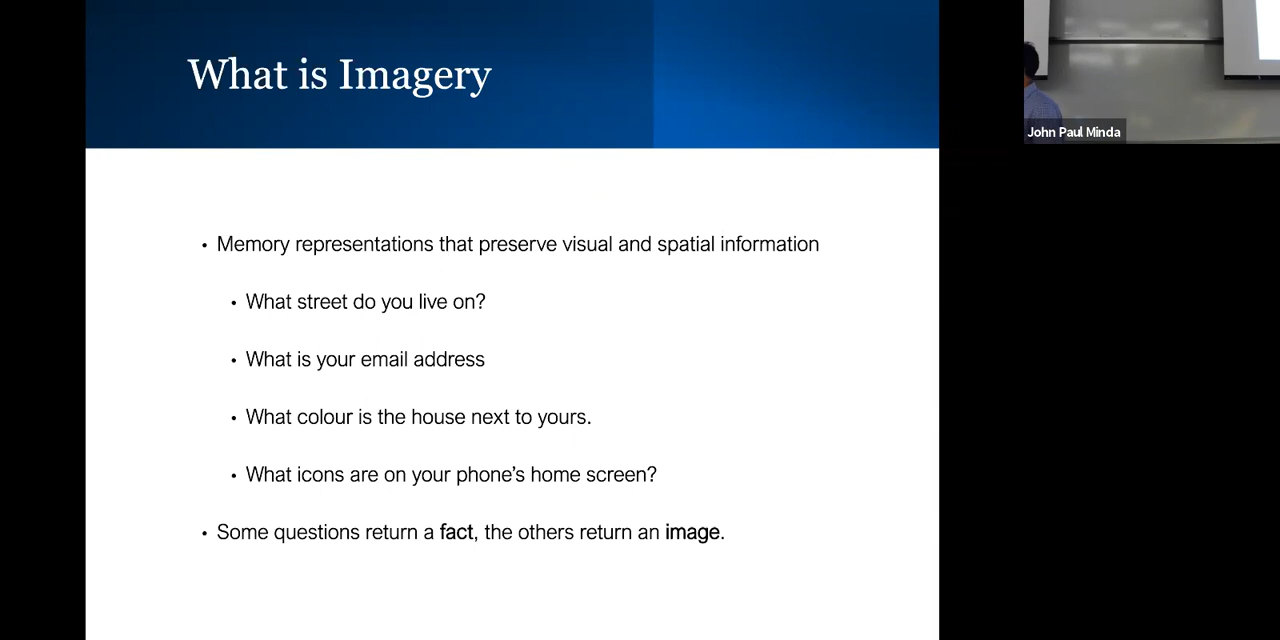 What is Imagery
John Paul Minda
• Memory representations that preserve visual and spatial information
• What street do you live on?
• What is your email address
• What colour is the house next to yours.
• What icons are on your phone's home screen?
• Some questions return a fact, the others return an image.